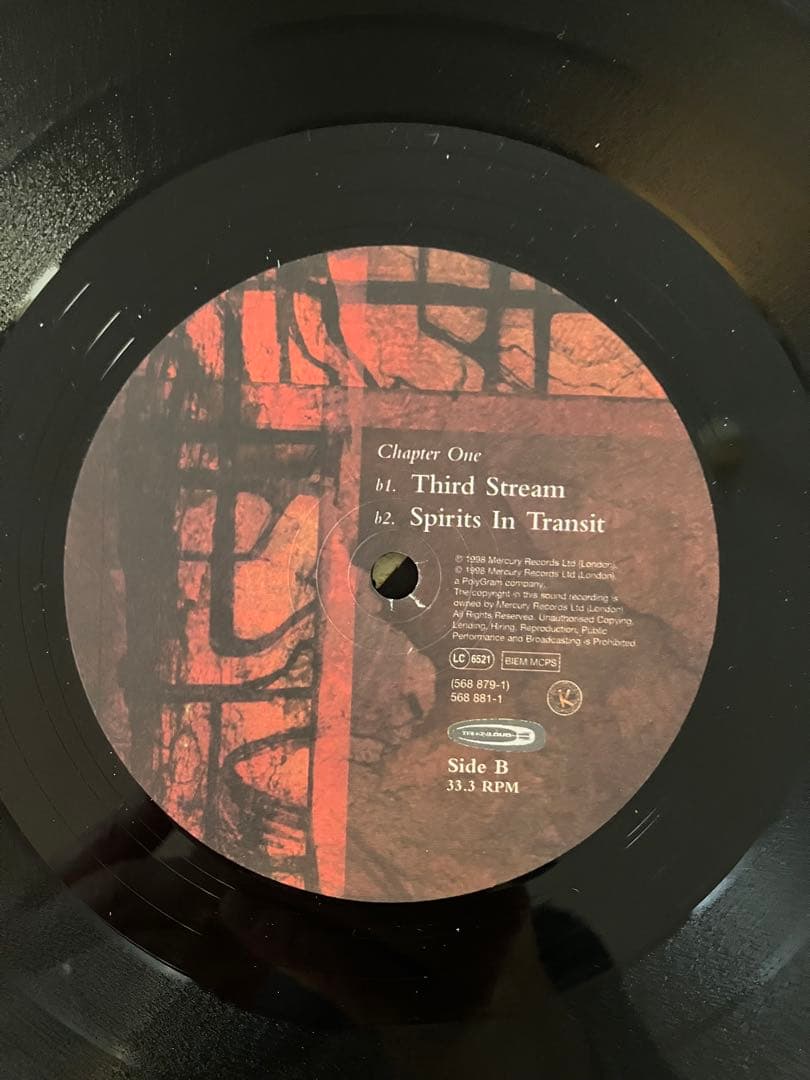 Chapter One
b1. Third Stream
b2. Spirits In Transit
℗ 1998 Mercury Records Ltd (London).
© 1998 Mercury Records Ltd (London)
a PolyGram company.
The copyright in this sound recording is
owned by Mercury Records Ltd (London)
All Rights Reserved. Unauthorised Copying,
Lending, Hiring, Reproduction, Public
Performance and Broadcasting is Prohibited
LC 6521 BIEM MCPS
(568 879-1)
568 881-1
K
Side B
33.3 RPM